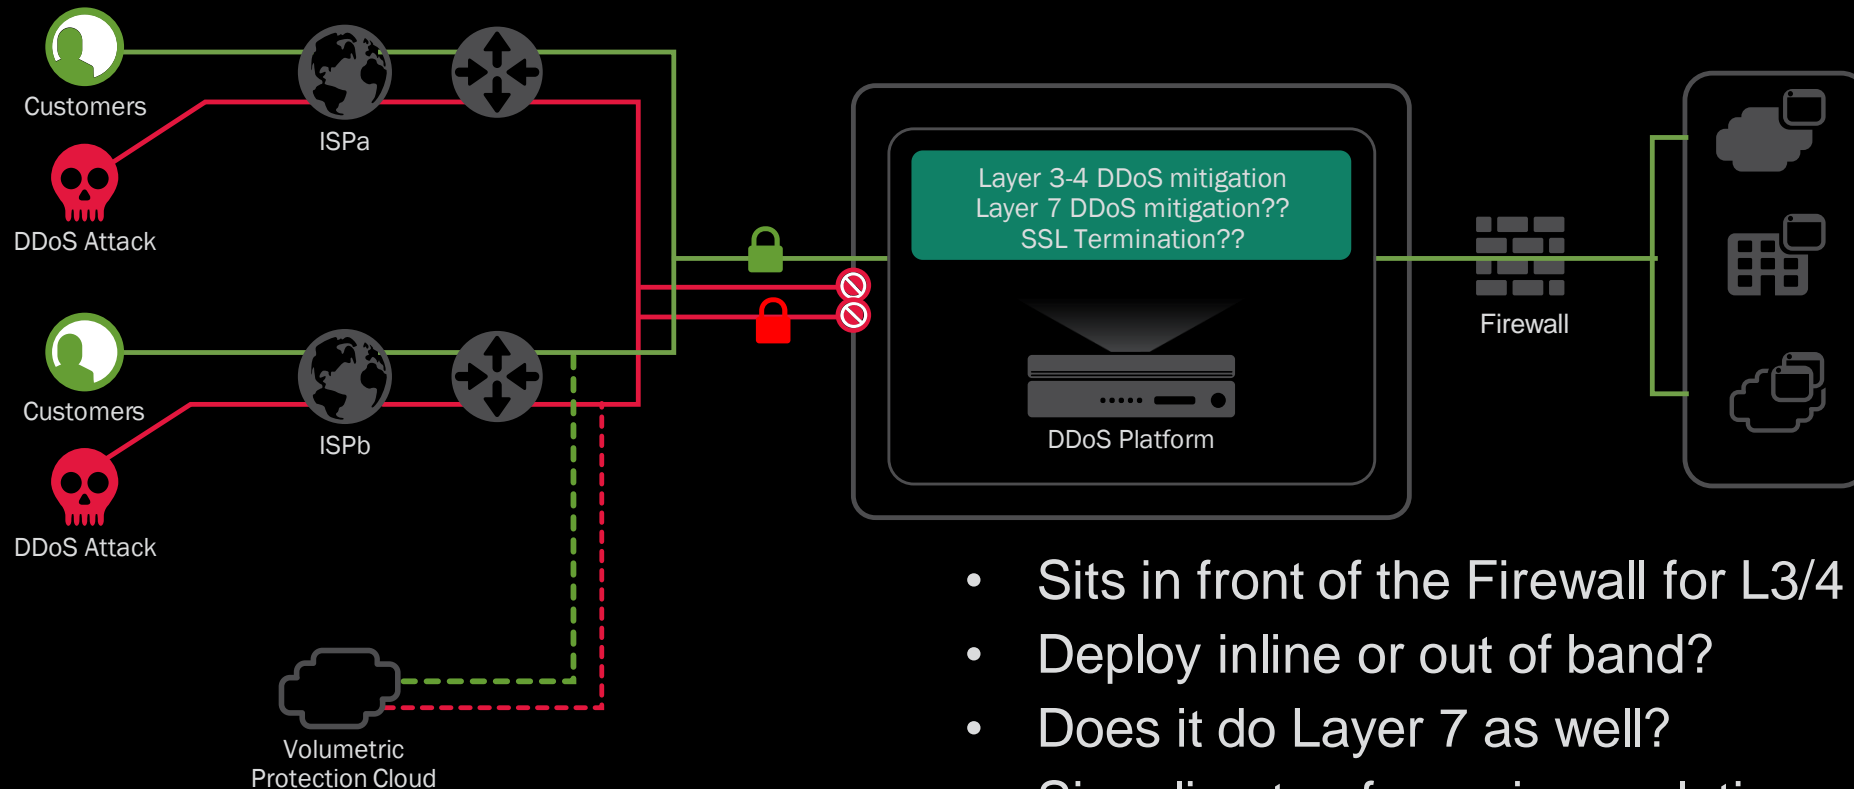 Customers
ISPa
DDoS Attack
Customers
ISPb
DDoS Attack
Volumetric
Protection Cloud
Layer 3-4 DDoS mitigation
Layer 7 DDoS mitigation??
SSL Termination??
DDoS Platform
Firewall
• Sits in front of the Firewall for L3/4
• Deploy inline or out of band?
• Does it do Layer 7 as well?